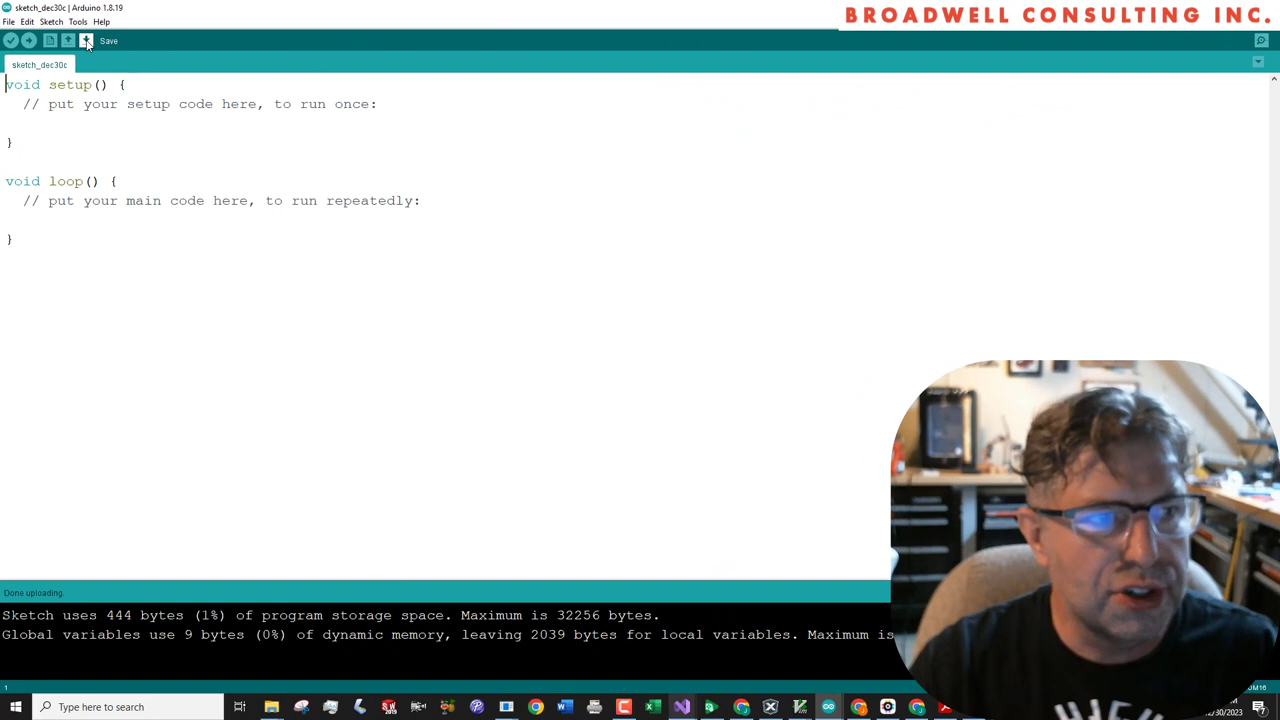 sketch_dec30c | Arduino 1.8.19
BROADWELL CONSULTING INC.
File Edit Sketch Tools Help
Save
sketch_dec30c
void setup() {
// put your setup code here, to run once:
}
void loop() {
// put your main code here, to run repeatedly:
}
Done uploading.
Sketch uses 444 bytes (1%) of program storage space. Maximum is 32256 bytes.
Global variables use 9 bytes (0%) of dynamic memory, leaving 2039 bytes for local variables. Maximum is
1
Type here to search